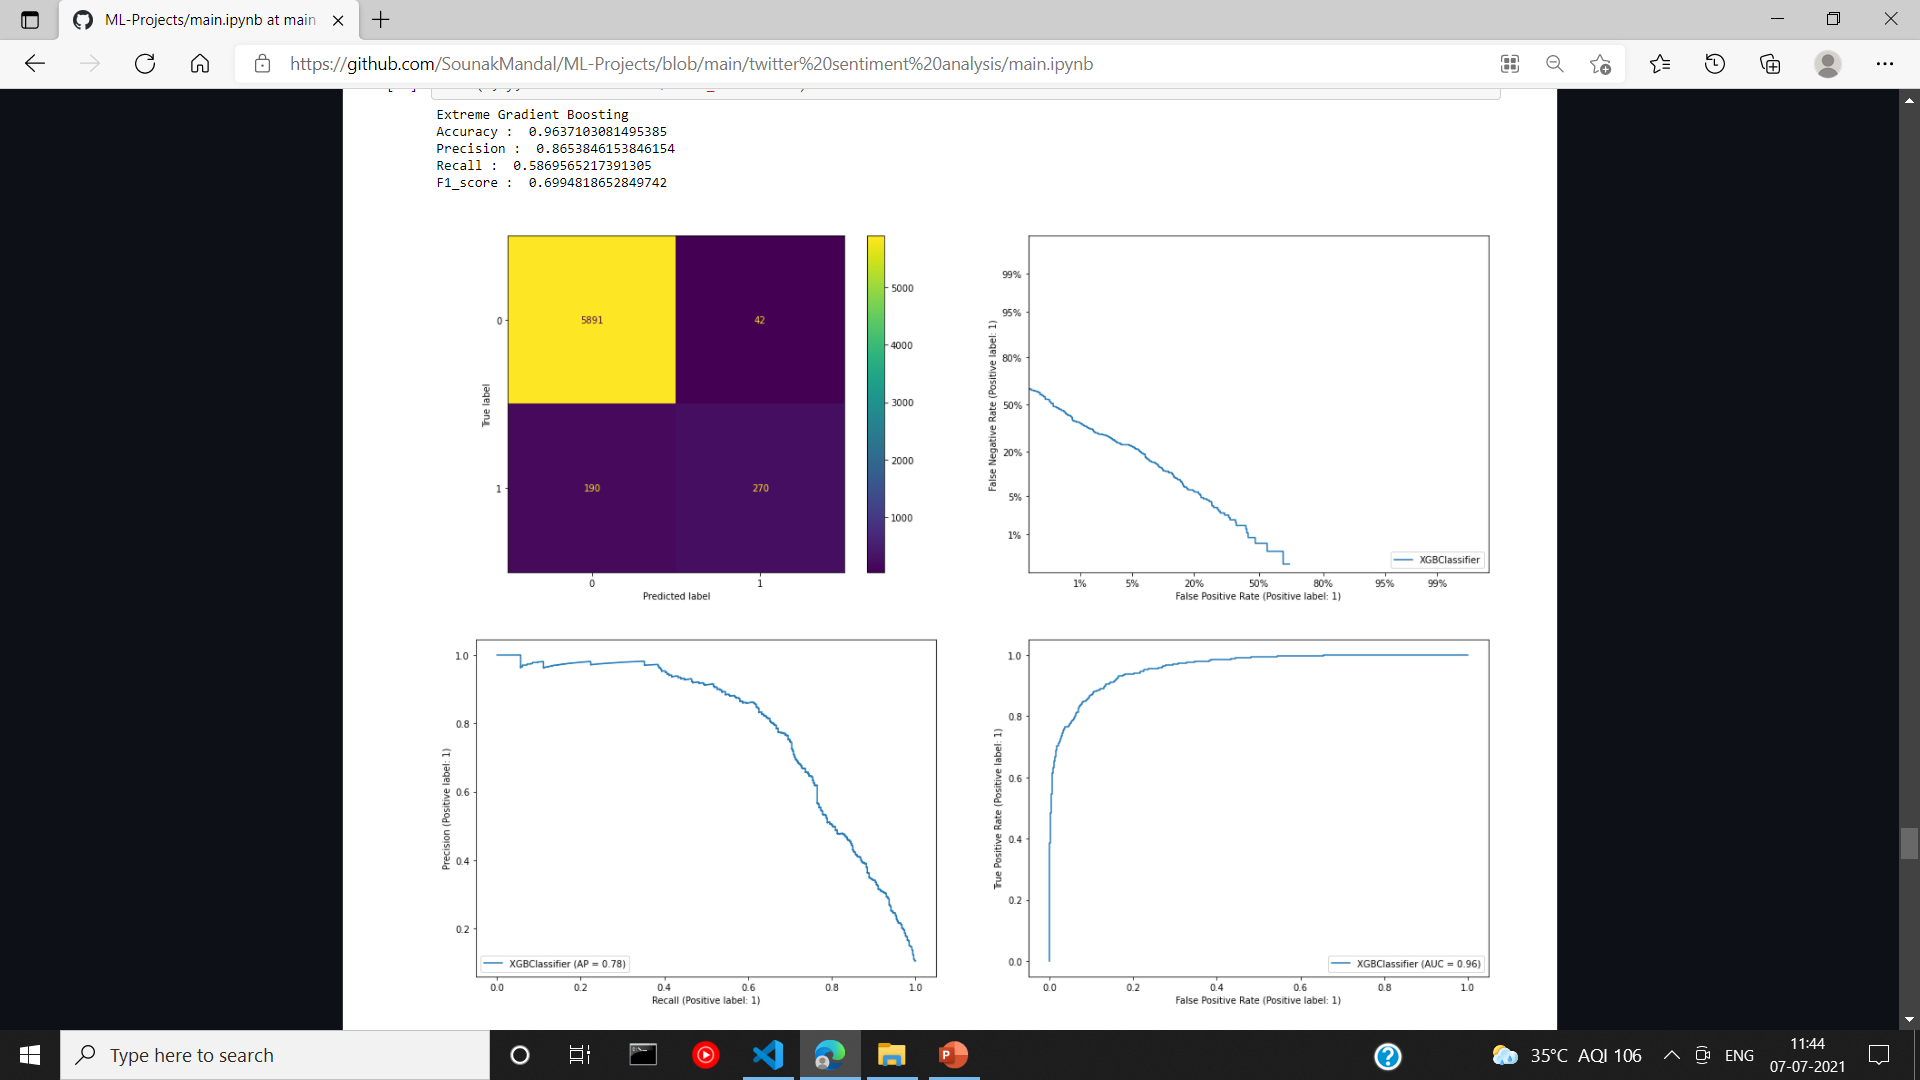 ML-Projects/main.ipynb at main
https://github.com/SounakMandal/ML-Projects/blob/main/twitter%20sentiment%20analysis/main.ipynb
Extreme Gradient Boosting
Accuracy :  0.9637103081495385
Precision :  0.8653846153846154
Recall :  0.5869565217391305
F1_score :  0.6994818652849742
5891
42
190
270
0
1
True label
0
1
Predicted label
5000
4000
3000
2000
1000
99%
95%
80%
50%
20%
5%
1%
False Negative Rate (Positive label: 1)
XGBClassifier
1%
5%
20%
50%
80%
95%
99%
False Positive Rate (Positive label: 1)
1.0
0.8
0.6
0.4
0.2
Precision (Positive label: 1)
XGBClassifier (AP = 0.78)
0.0
0.2
0.4
0.6
0.8
1.0
Recall (Positive label: 1)
1.0
0.8
0.6
0.4
0.2
0.0
True Positive Rate (Positive label: 1)
XGBClassifier (AUC = 0.96)
0.0
0.2
0.4
0.6
0.8
1.0
False Positive Rate (Positive label: 1)
Type here to search
35°C AQI 106
ENG
11:44
07-07-2021